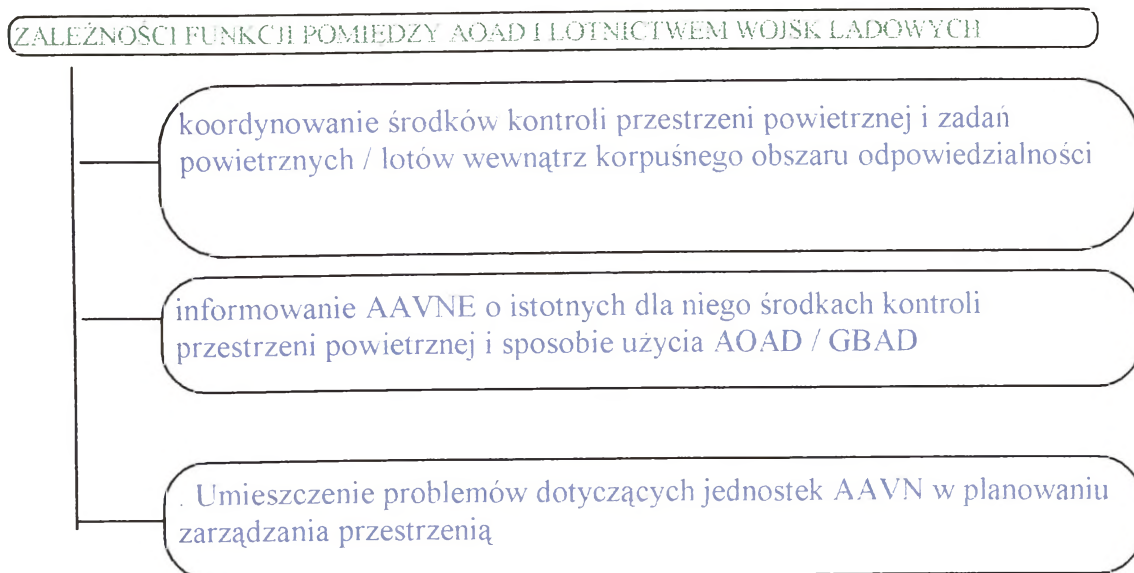 ZALEŻNOŚCI FUNKCJI POMIEDZY AOAD I LOTNICTWEM WOJSK LADOWYCH
koordynowanie środków kontroli przestrzeni powietrznej i zadań
powietrznych / lotów wewnątrz korpuśnego obszaru odpowiedzialności
informowanie AAVNE o istotnych dla niego środkach kontroli
przestrzeni powietrznej i sposobie użycia AOAD / GBAD
. Umieszczenie problemów dotyczących jednostek AAVN w planowaniu
zarządzania przestrzenią